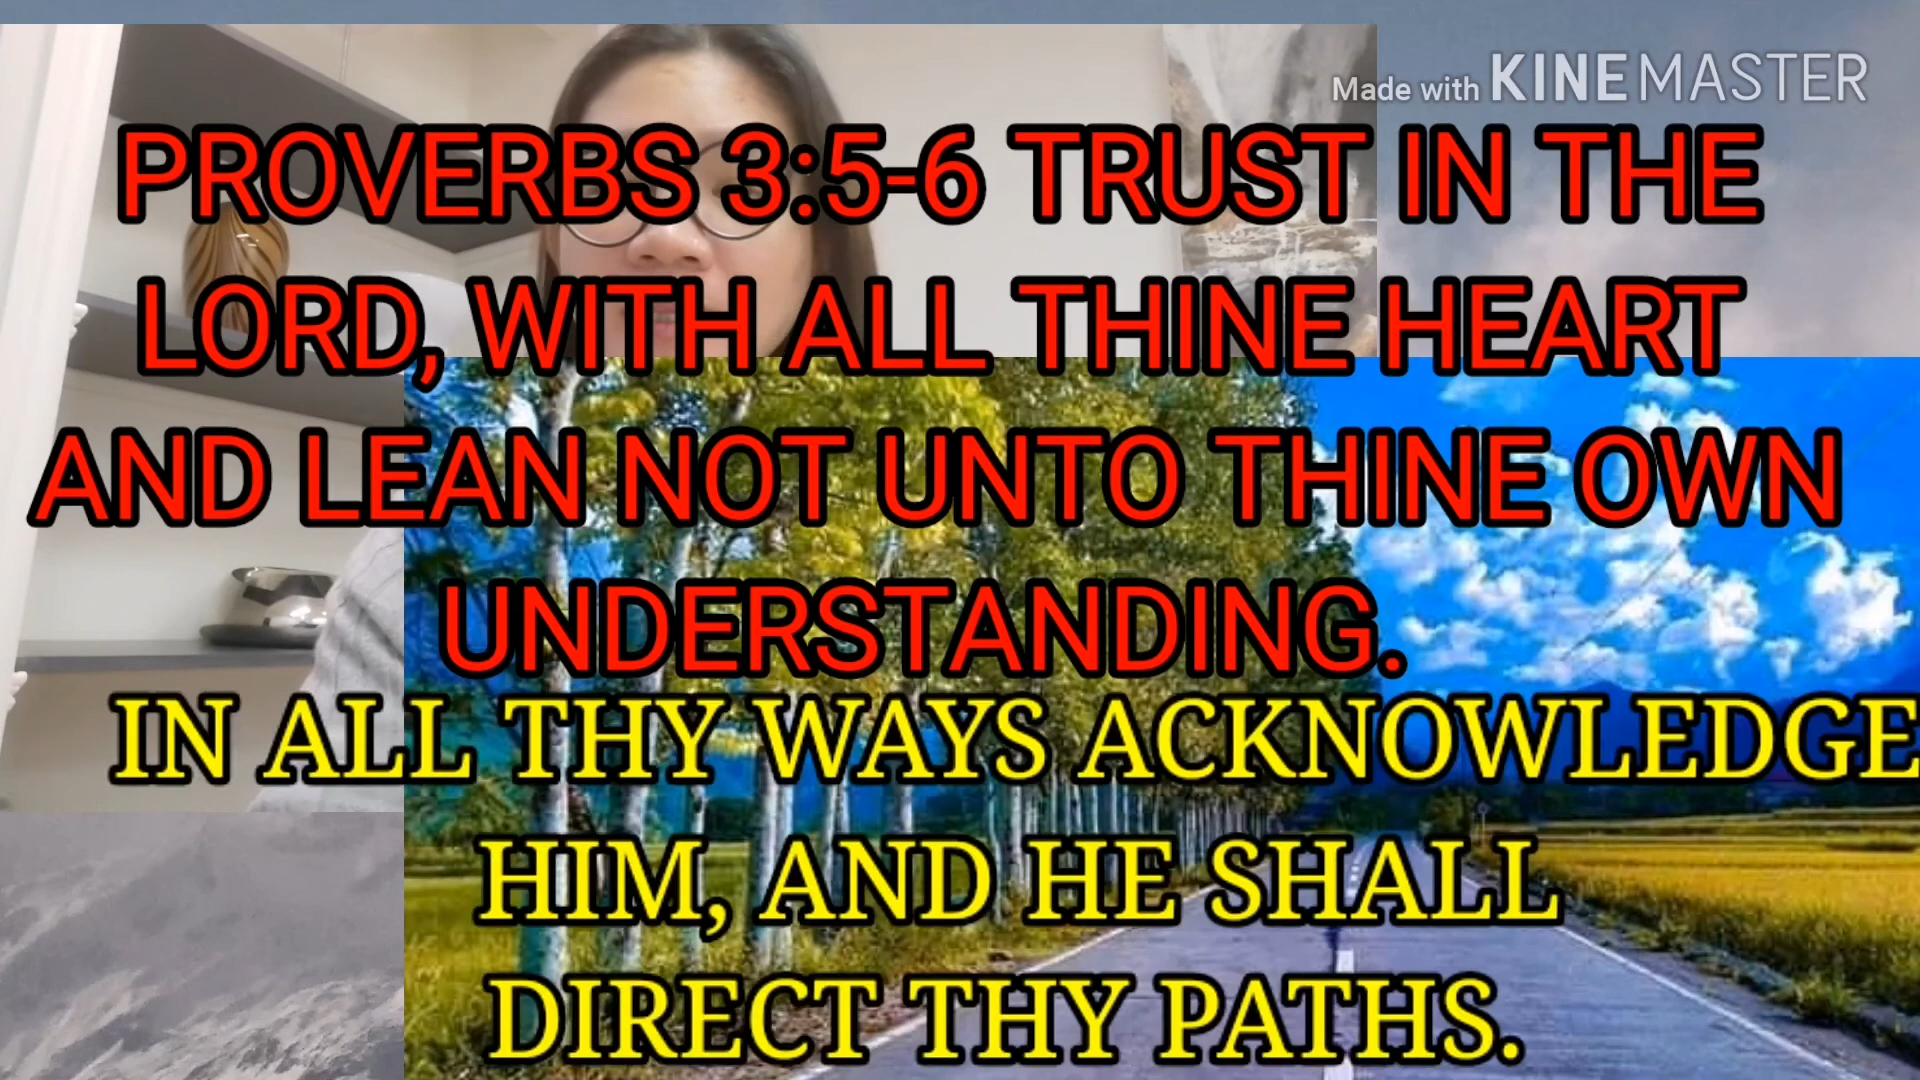 Made with KINEMASTER
PROVERBS 3:5-6 TRUST IN THE
LORD, WITH ALL THINE HEART
AND LEAN NOT UNTO THINE OWN
UNDERSTANDING.
IN ALL THY WAYS ACKNOWLEDGE
HIM, AND HE SHALL
DIRECT THY PATHS.